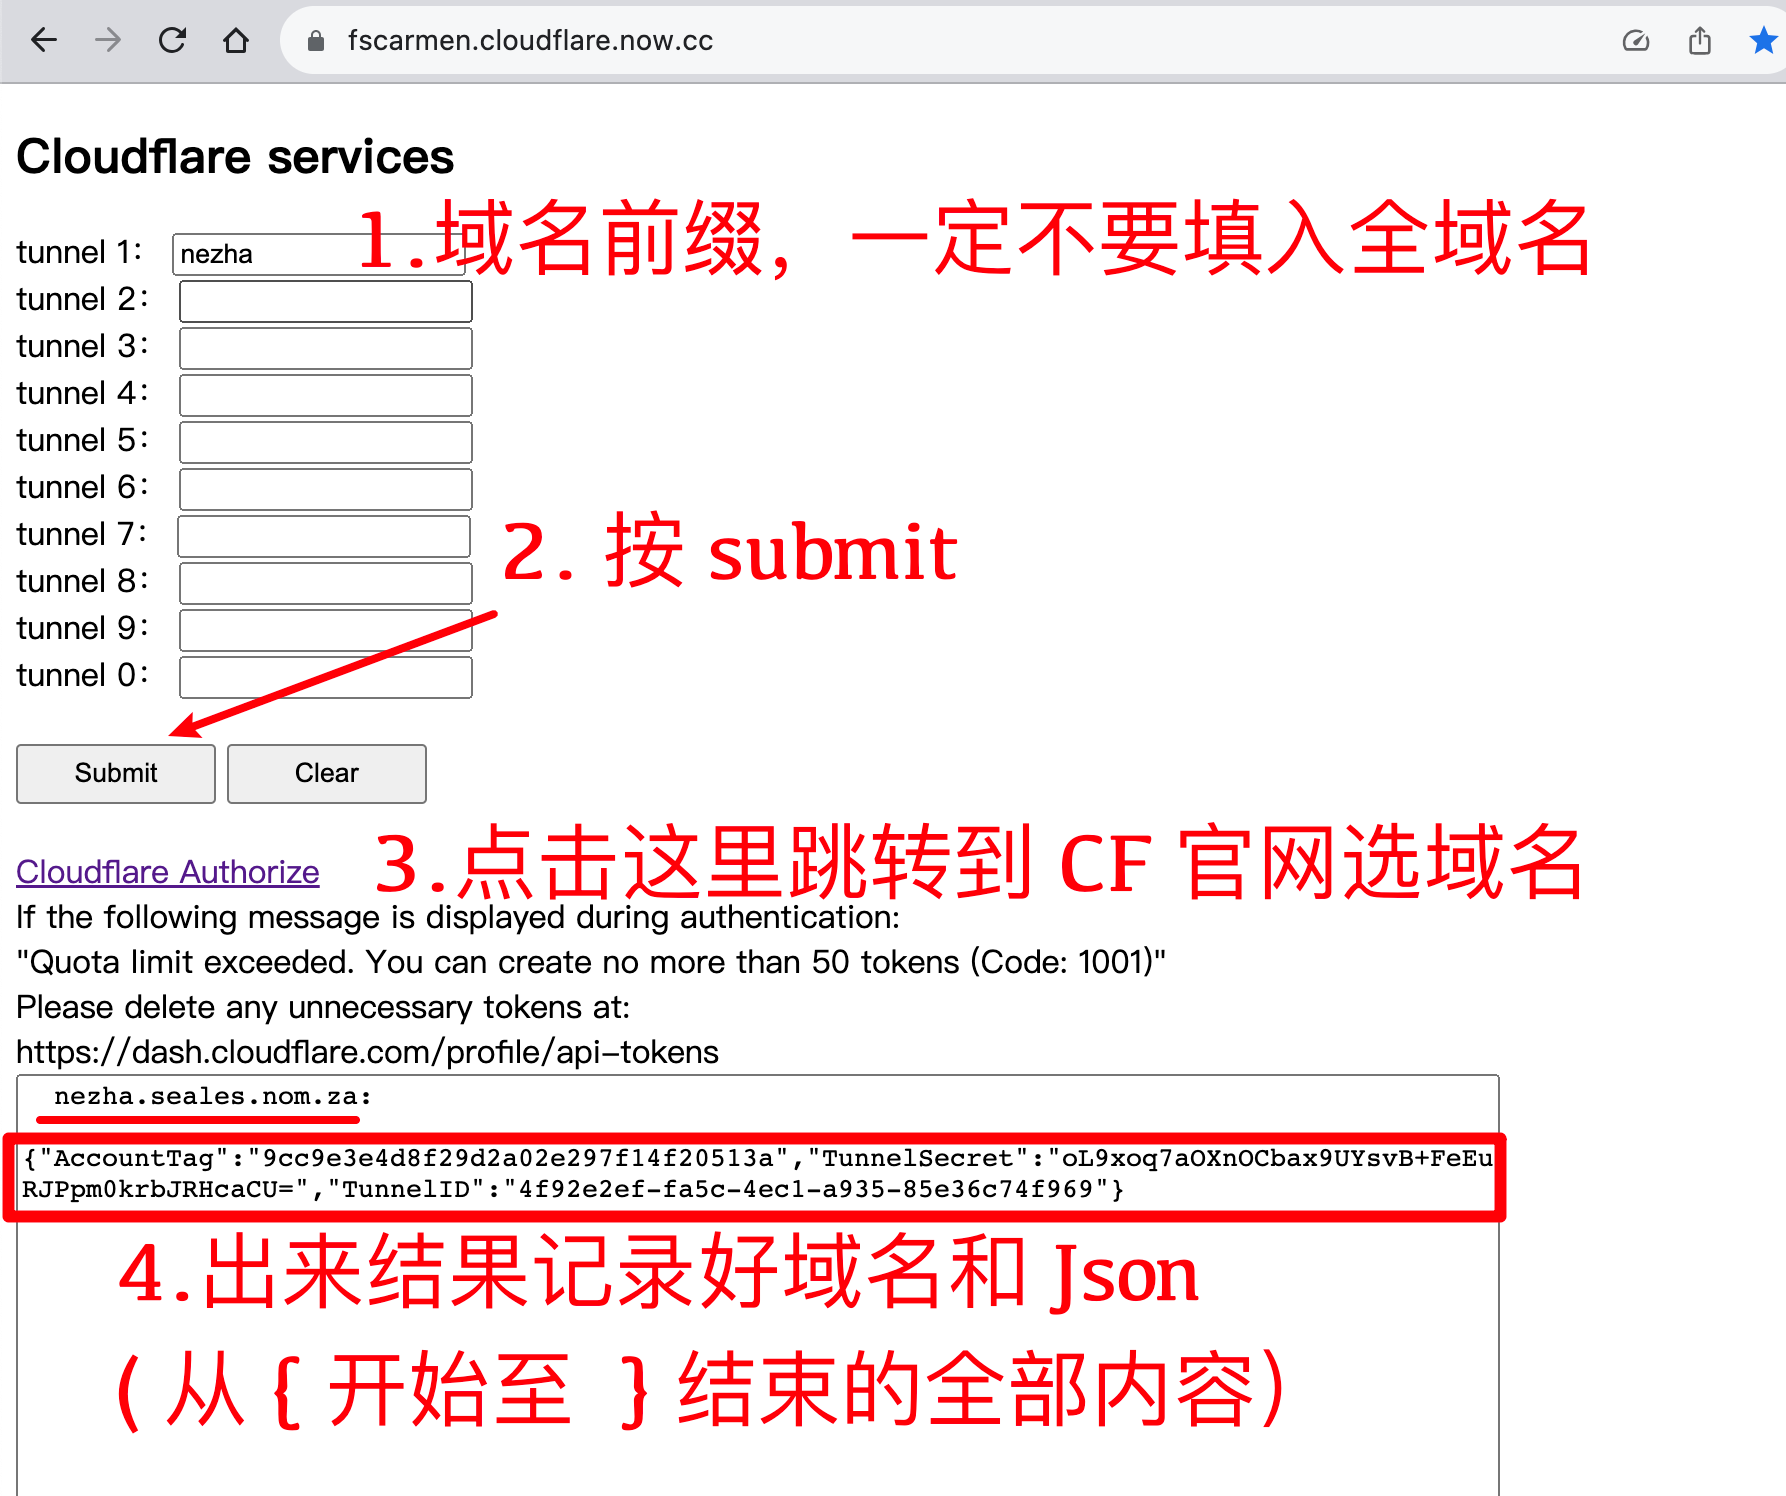 fscarmen.cloudflare.now.cc
Cloudflare services
1.域名前缀，一定不要填入全域名
tunnel 1: nezha
tunnel 2:
tunnel 3:
tunnel 4:
tunnel 5:
tunnel 6:
tunnel 7:
2. 按 submit
tunnel 8:
tunnel 9:
tunnel 0:
Submit Clear
3.点击这里跳转到 CF 官网选域名
Cloudflare Authorize
If the following message is displayed during authentication:
"Quota limit exceeded. You can create no more than 50 tokens (Code: 1001)"
Please delete any unnecessary tokens at:
https://dash.cloudflare.com/profile/api-tokens
nezha.seales.nom.za:
{"AccountTag":"9cc9e3e4d8f29d2a02e297f14f20513a","TunnelSecret":"oL9xoq7aOXnOCbax9UYsvB+FeEu
RJPpm0krbJRHcaCU=","TunnelID":"4f92e2ef-fa5c-4ec1-a935-85e36c74f969"}
4.出来结果记录好域名和 Json
（从 { 开始至 } 结束的全部内容）